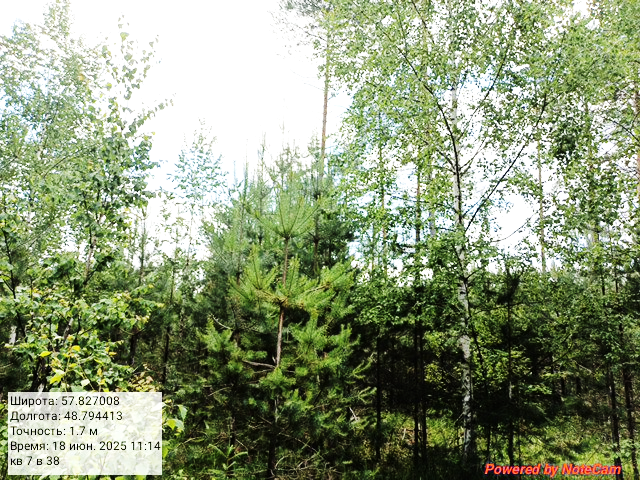 Широта: 57.827008
Долгота: 48.794413
Точность: 1.7 м
Время: 18 июн. 2025 11:14
кв 7 в 38
Powered by NoteCam